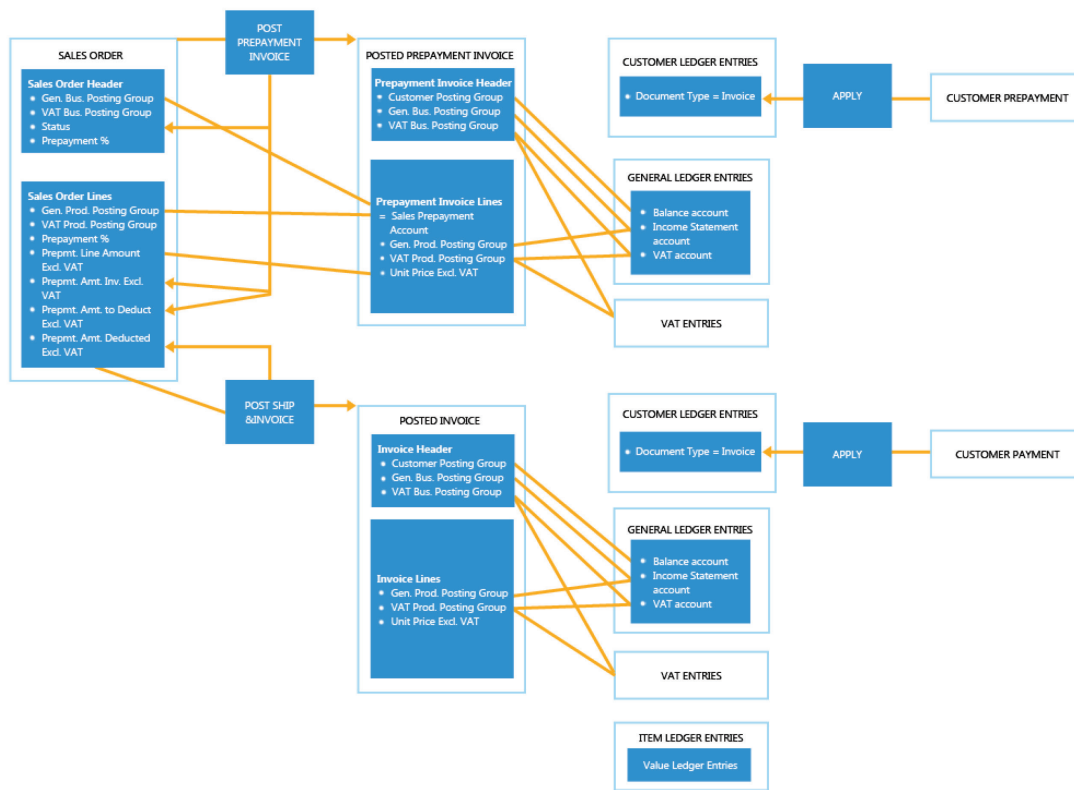 SALES ORDER
Sales Order Header
Gen. Bus. Posting Group
VAT Bus. Posting Group
Status
Prepayment %
Sales Order Lines
Gen. Prod. Posting Group
VAT Prod. Posting Group
Prepayment %
Prepmt. Line Amount
Excl. VAT
Prepmt. Amt. Inv. Excl.
VAT
Prepmt. Amt. to Deduct
Excl. VAT
Prepmt. Amt. Deducted
Excl. VAT
POST
PREPAYMENT
INVOICE
POSTED PREPAYMENT INVOICE
Prepayment Invoice Header
Customer Posting Group
Gen. Bus. Posting Group
VAT Bus. Posting Group
Prepayment Invoice Lines
= Sales Prepayment
Account
Gen. Prod. Posting Group
VAT Prod. Posting Group
Unit Price Excl. VAT
CUSTOMER LEDGER ENTRIES
Document Type = Invoice
APPLY
CUSTOMER PREPAYMENT
GENERAL LEDGER ENTRIES
Balance account
Income Statement
account
VAT account
VAT ENTRIES
POST SHIP
&INVOICE
POSTED INVOICE
Invoice Header
Customer Posting Group
Gen. Bus. Posting Group
VAT Bus. Posting Group
Invoice Lines
Gen. Prod. Posting Group
VAT Prod. Posting Group
Unit Price Excl. VAT
CUSTOMER LEDGER ENTRIES
Document Type = Invoice
APPLY
CUSTOMER PAYMENT
GENERAL LEDGER ENTRIES
Balance account
Income Statement
account
VAT account
VAT ENTRIES
ITEM LEDGER ENTRIES
Value Ledger Entries